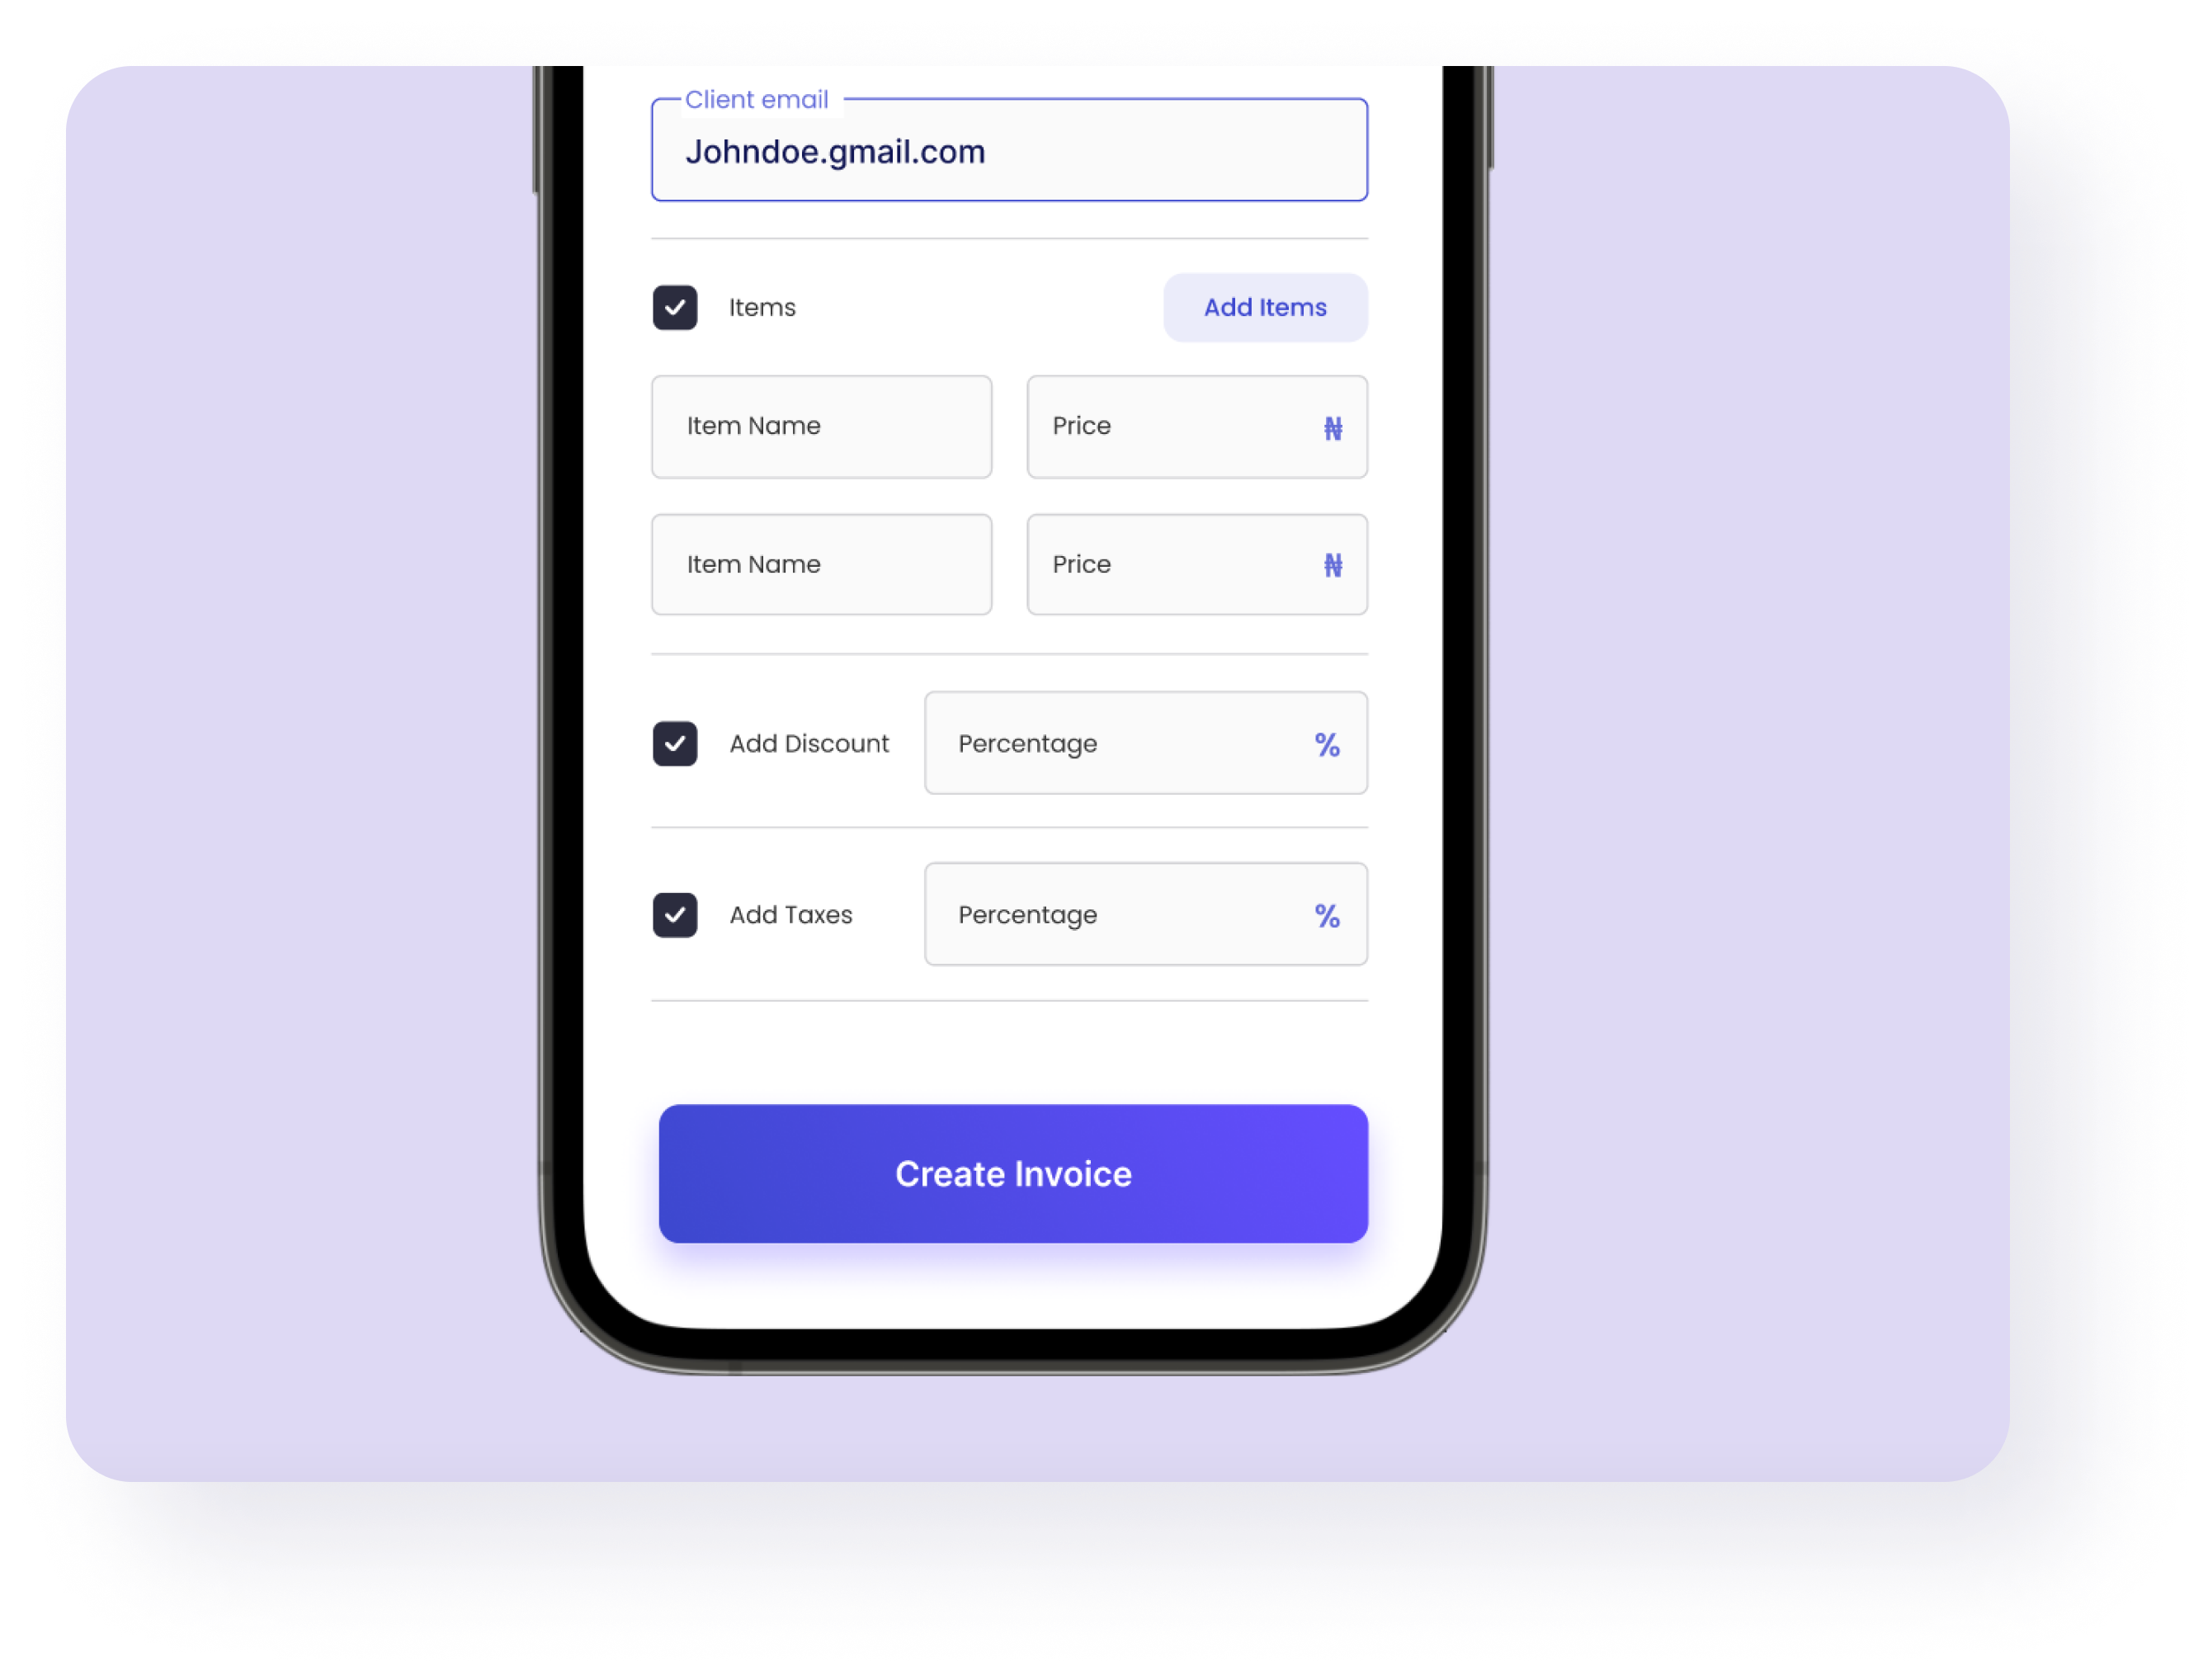 Client email
Johndoe.gmail.com
Items
Add Items
Item Name
Price ₦
Item Name
Price ₦
Add Discount
Percentage %
Add Taxes
Percentage %
Create Invoice